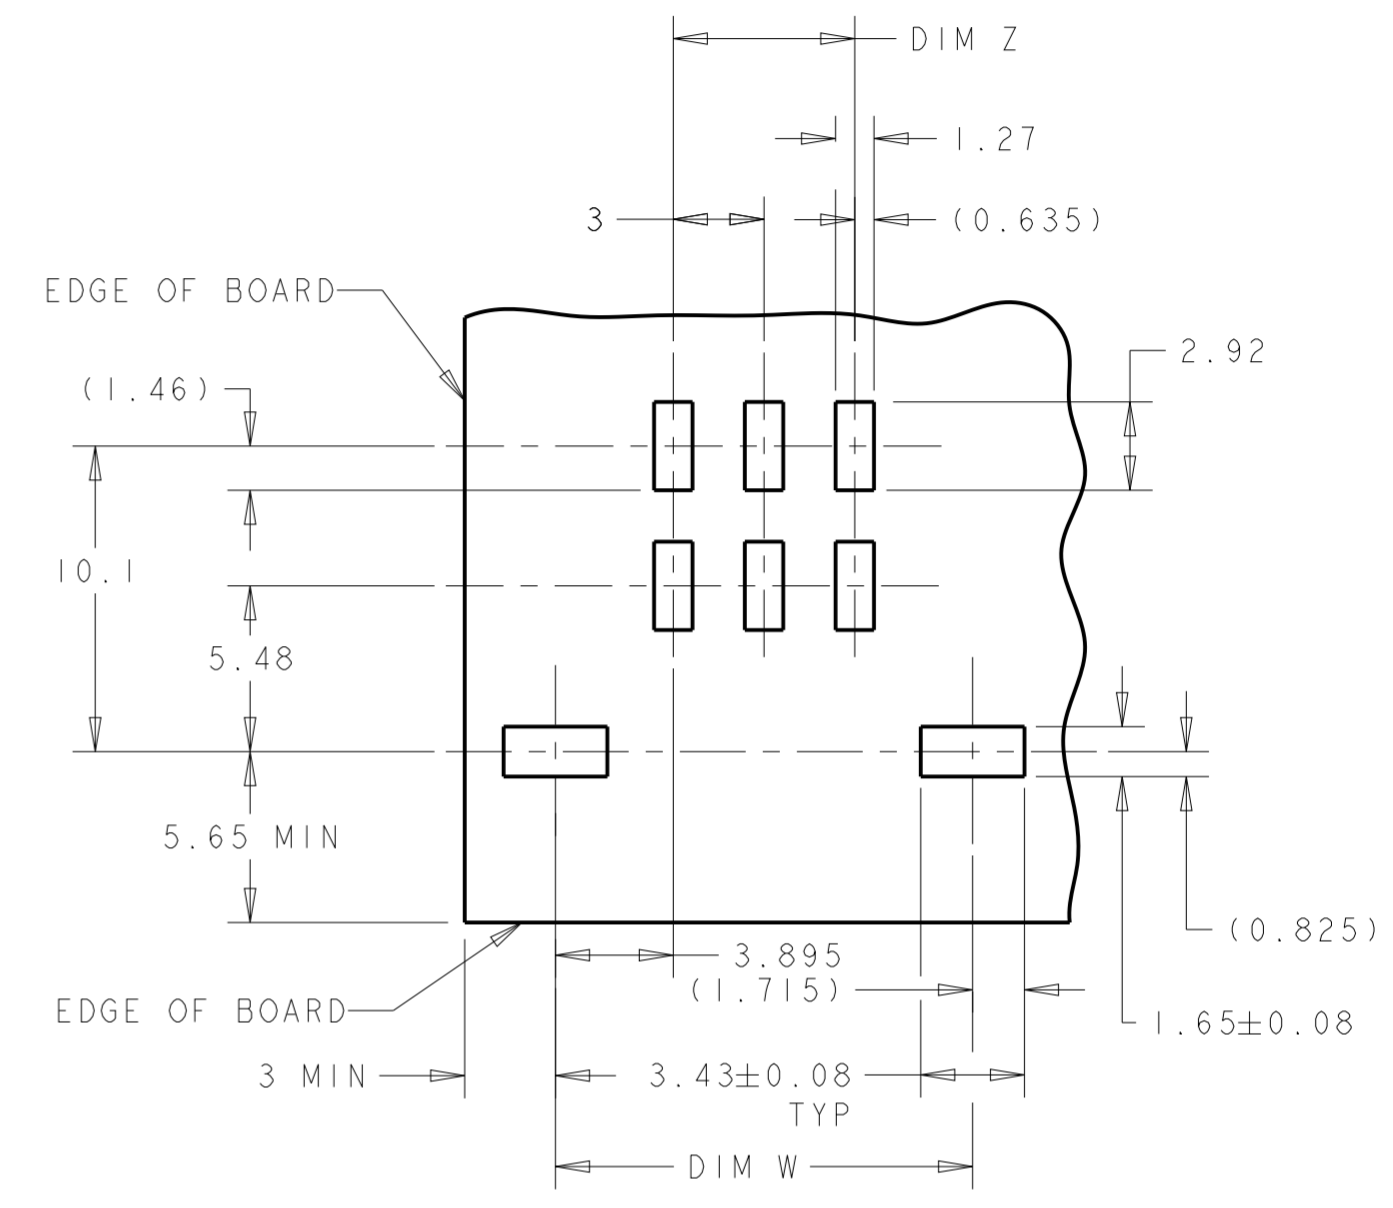 DIM Z
1.27
3
(0.635)
EDGE OF BOARD
2.92
(1.46)
10.1
5.48
5.65 MIN
(0.825)
3.895
(1.715)
EDGE OF BOARD
1.65±0.08
3 MIN
3.43±0.08
TYP
DIM W